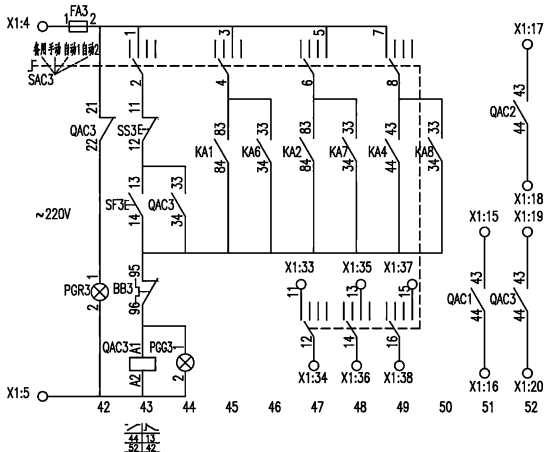 FA3
X1:4 1 2
备用 手动 自动1 自动2
SAC3
1 3 5 7
2 4 6 8
X1:17
21 11
QAC3 SS3E
22 12
83 33 83 33 43 33
KA1 KA6 KA2 KA7 KA4 KA8
84 34 84 34 44 34
43
QAC2
44
X1:18
13 33
SF3E QAC3
14 34
~220V
X1:15 X1:19
X1:33 X1:35 X1:37
11 13 15
95
BB3
96
1
PGR3
2
43 43
QAC1 QAC3
44 44
12 14 16
A1 1
QAC3 PGG3
A2 2
X1:34 X1:36 X1:38
X1:16 X1:20
X1:5
42 43 44 45 46 47 48 49 50 51 52
44 13
52 42